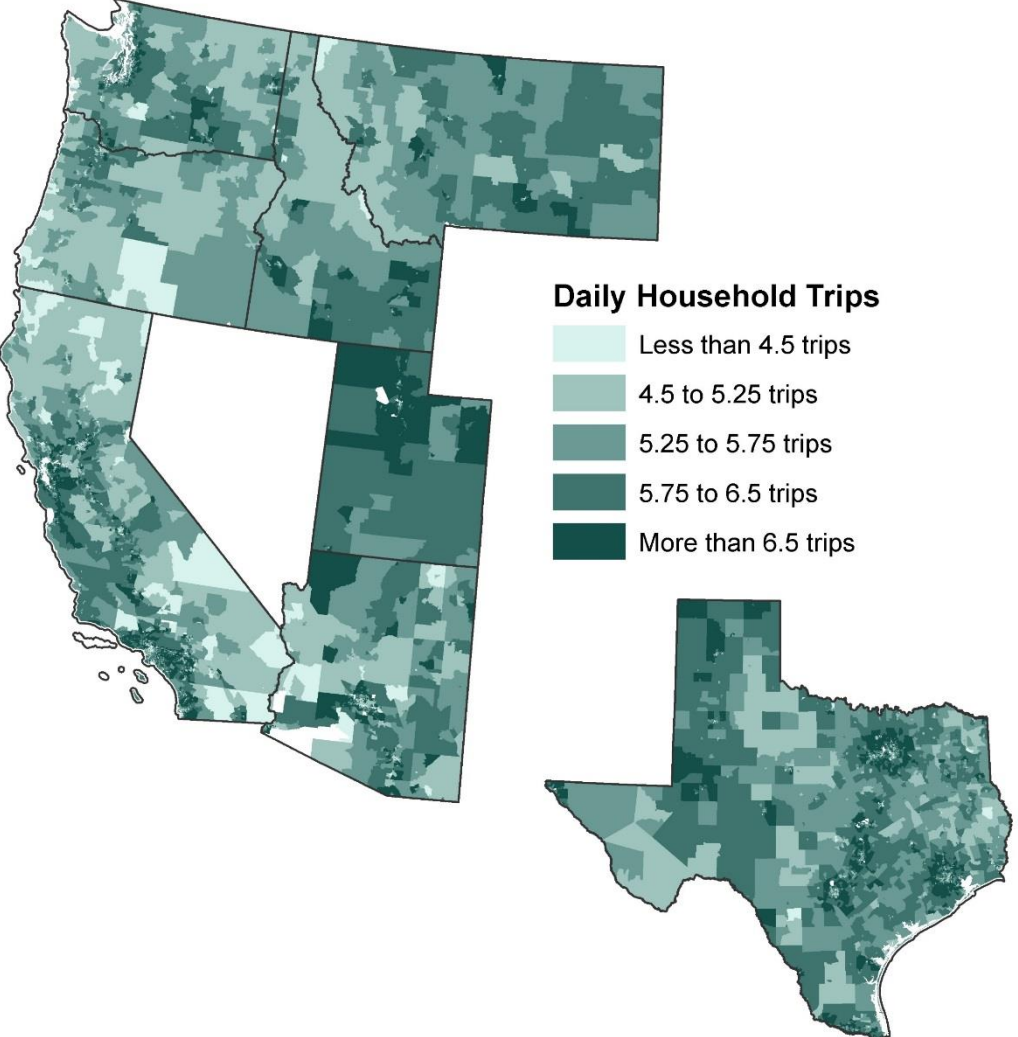 Daily Household Trips
Less than 4.5 trips
4.5 to 5.25 trips
5.25 to 5.75 trips
5.75 to 6.5 trips
More than 6.5 trips